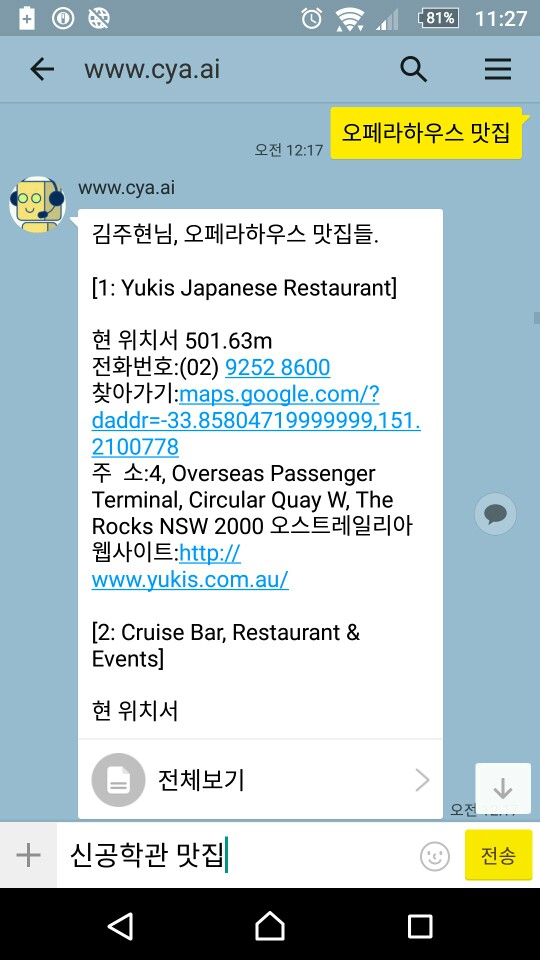 81% 11:27
www.cya.ai
오페라하우스 맛집
오전 12:17
www.cya.ai
김주현님, 오페라하우스 맛집들.
[1: Yukis Japanese Restaurant]
현 위치서 501.63m
전화번호:(02) 9252 8600
찾아가기:maps.google.com/?
daddr=-33.85804719999999,151.
2100778
주 소:4, Overseas Passenger
Terminal, Circular Quay W, The
Rocks NSW 2000 오스트레일리아
웹사이트:http://
www.yukis.com.au/
[2: Cruise Bar, Restaurant &
Events]
현 위치서
전체보기
오전 12:17
신공학관 맛집
전송